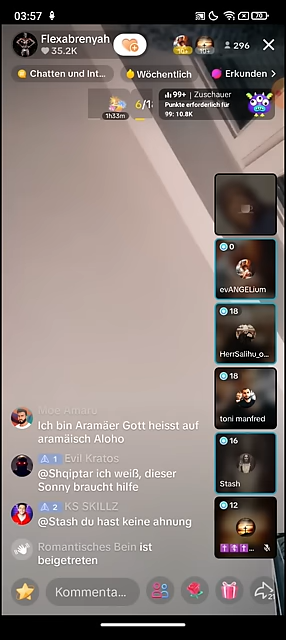 03:57
70
Flexabrenyah
35.2K
296
Chatten und Int...
Wöchentlich
Erkunden >
99+ | Zuschauer
Punkte erforderlich für
99: 10.8K
1h33m
0
evANGELium
18
HerrSalihu_o...
18
toni manfred
16
Stash
12
Moe Amaru
Ich bin Aramäer Gott heisst auf
aramäisch Aloho
1 Evil Kratos
@Shqiptar ich weiß, dieser
Sonny braucht hilfe
2 KS SKILLZ
@Stash du hast keine ahnung
Romantisches Bein ist
beigetreten
Kommenta...